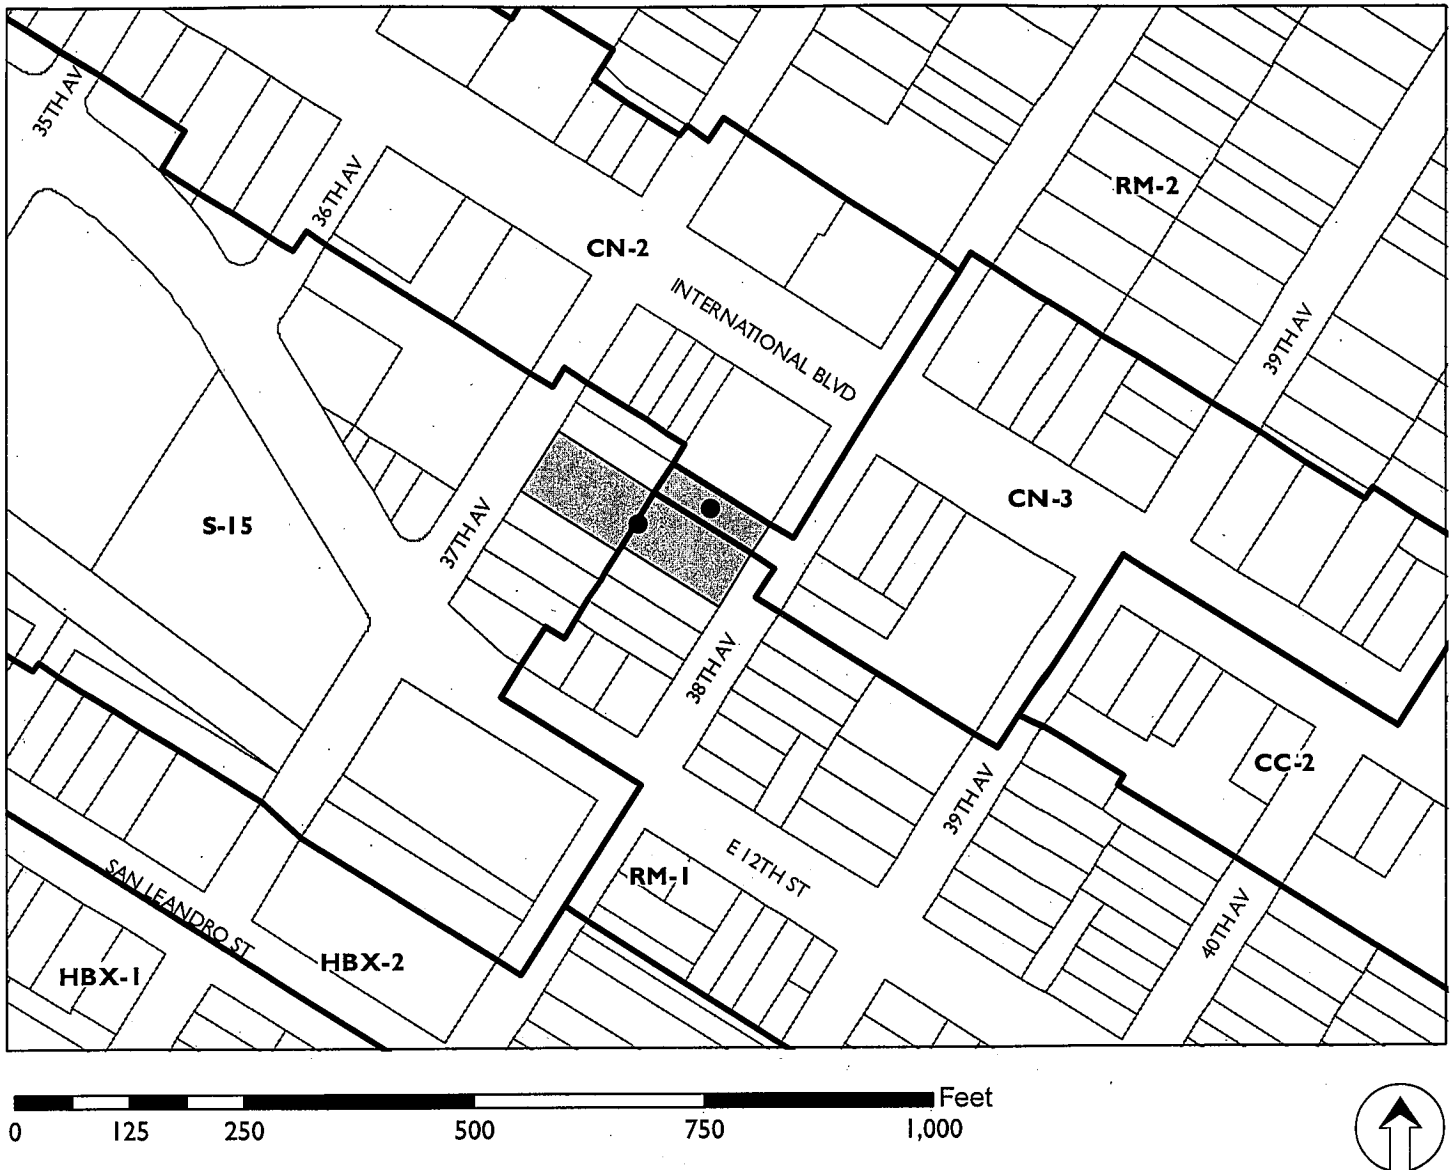 35TH AV
36TH AV
CN-2
RM-2
INTERNATIONAL BLVD
39TH AV
S-15
37TH AV
CN-3
38TH AV
CC-2
39TH AV
E 12TH ST
RM-1
40TH AV
SAN LEANDRO ST
HBX-2
HBX-1
Feet
0 125 250 500 750 1,000